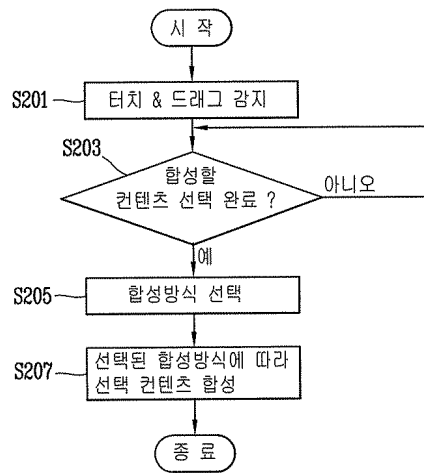 시 작
S201
터치 & 드래그 감지
S203
합성할
컨텐츠 선택 완료 ?
아니오
예
S205
합성방식 선택
S207
선택된 합성방식에 따라
선택 컨텐츠 합성
종 료